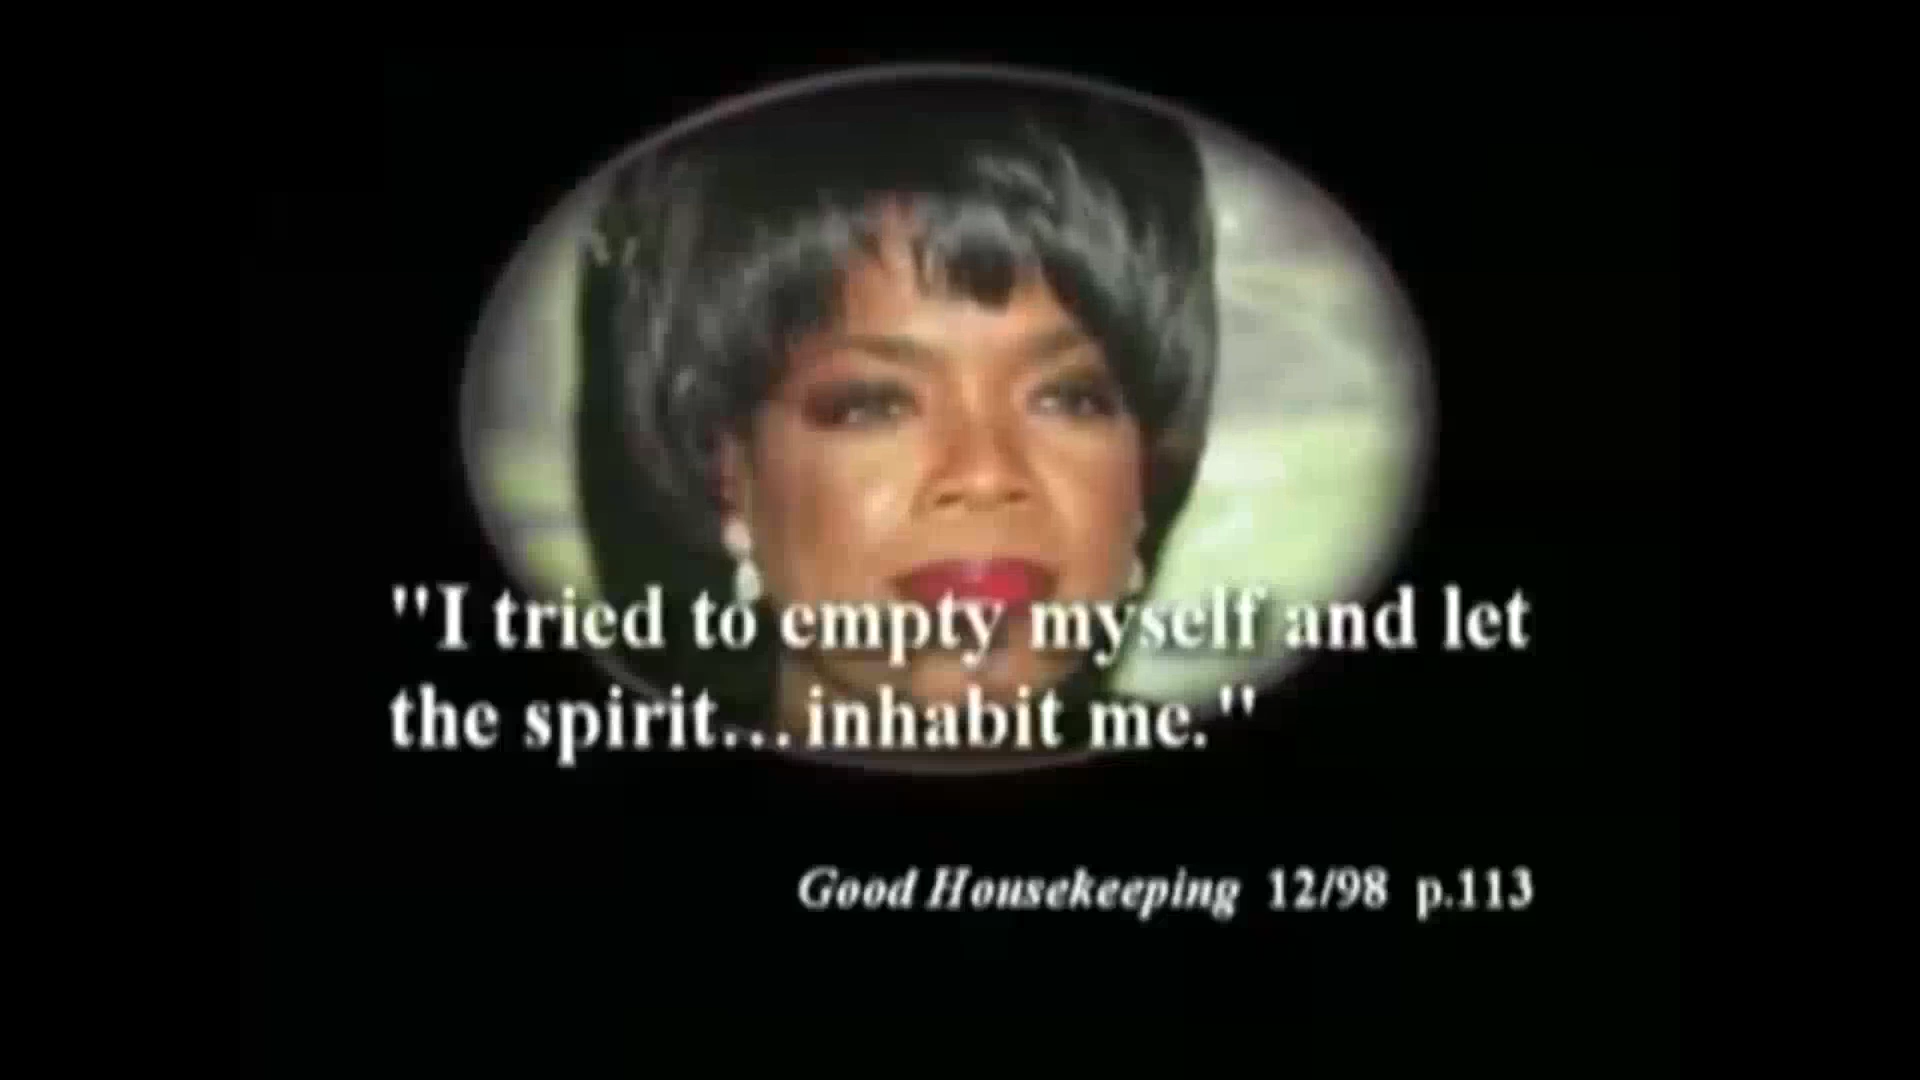 "I tried to empty myself and let
the spirit... inhabit me."
Good Housekeeping 12/98 p.113